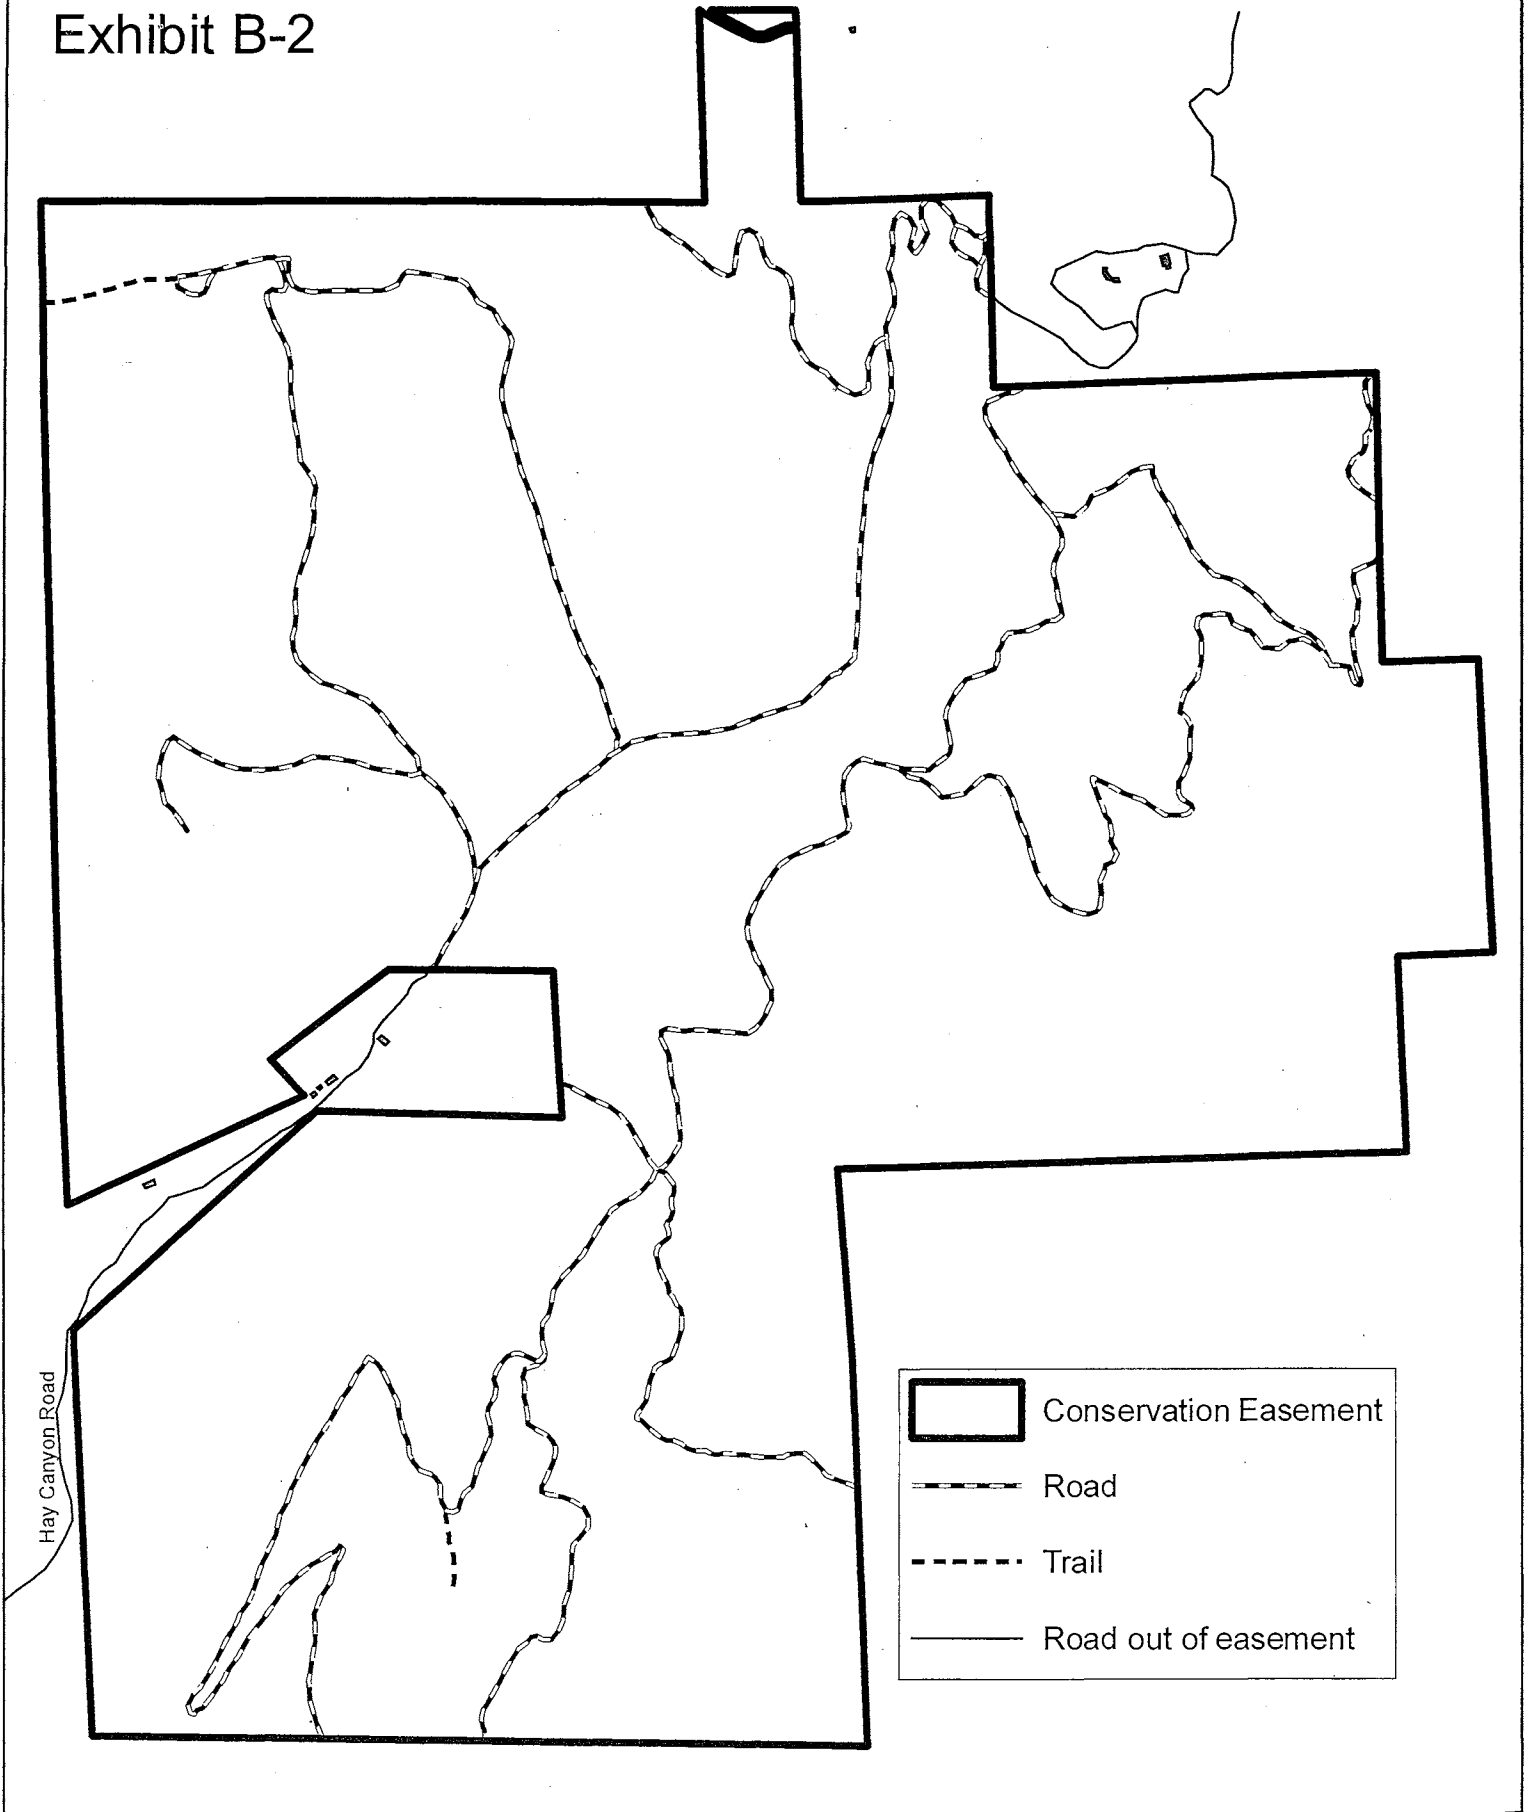 Exhibit B-2
Hay Canyon Road
Conservation Easement
Road
Trail
Road out of easement